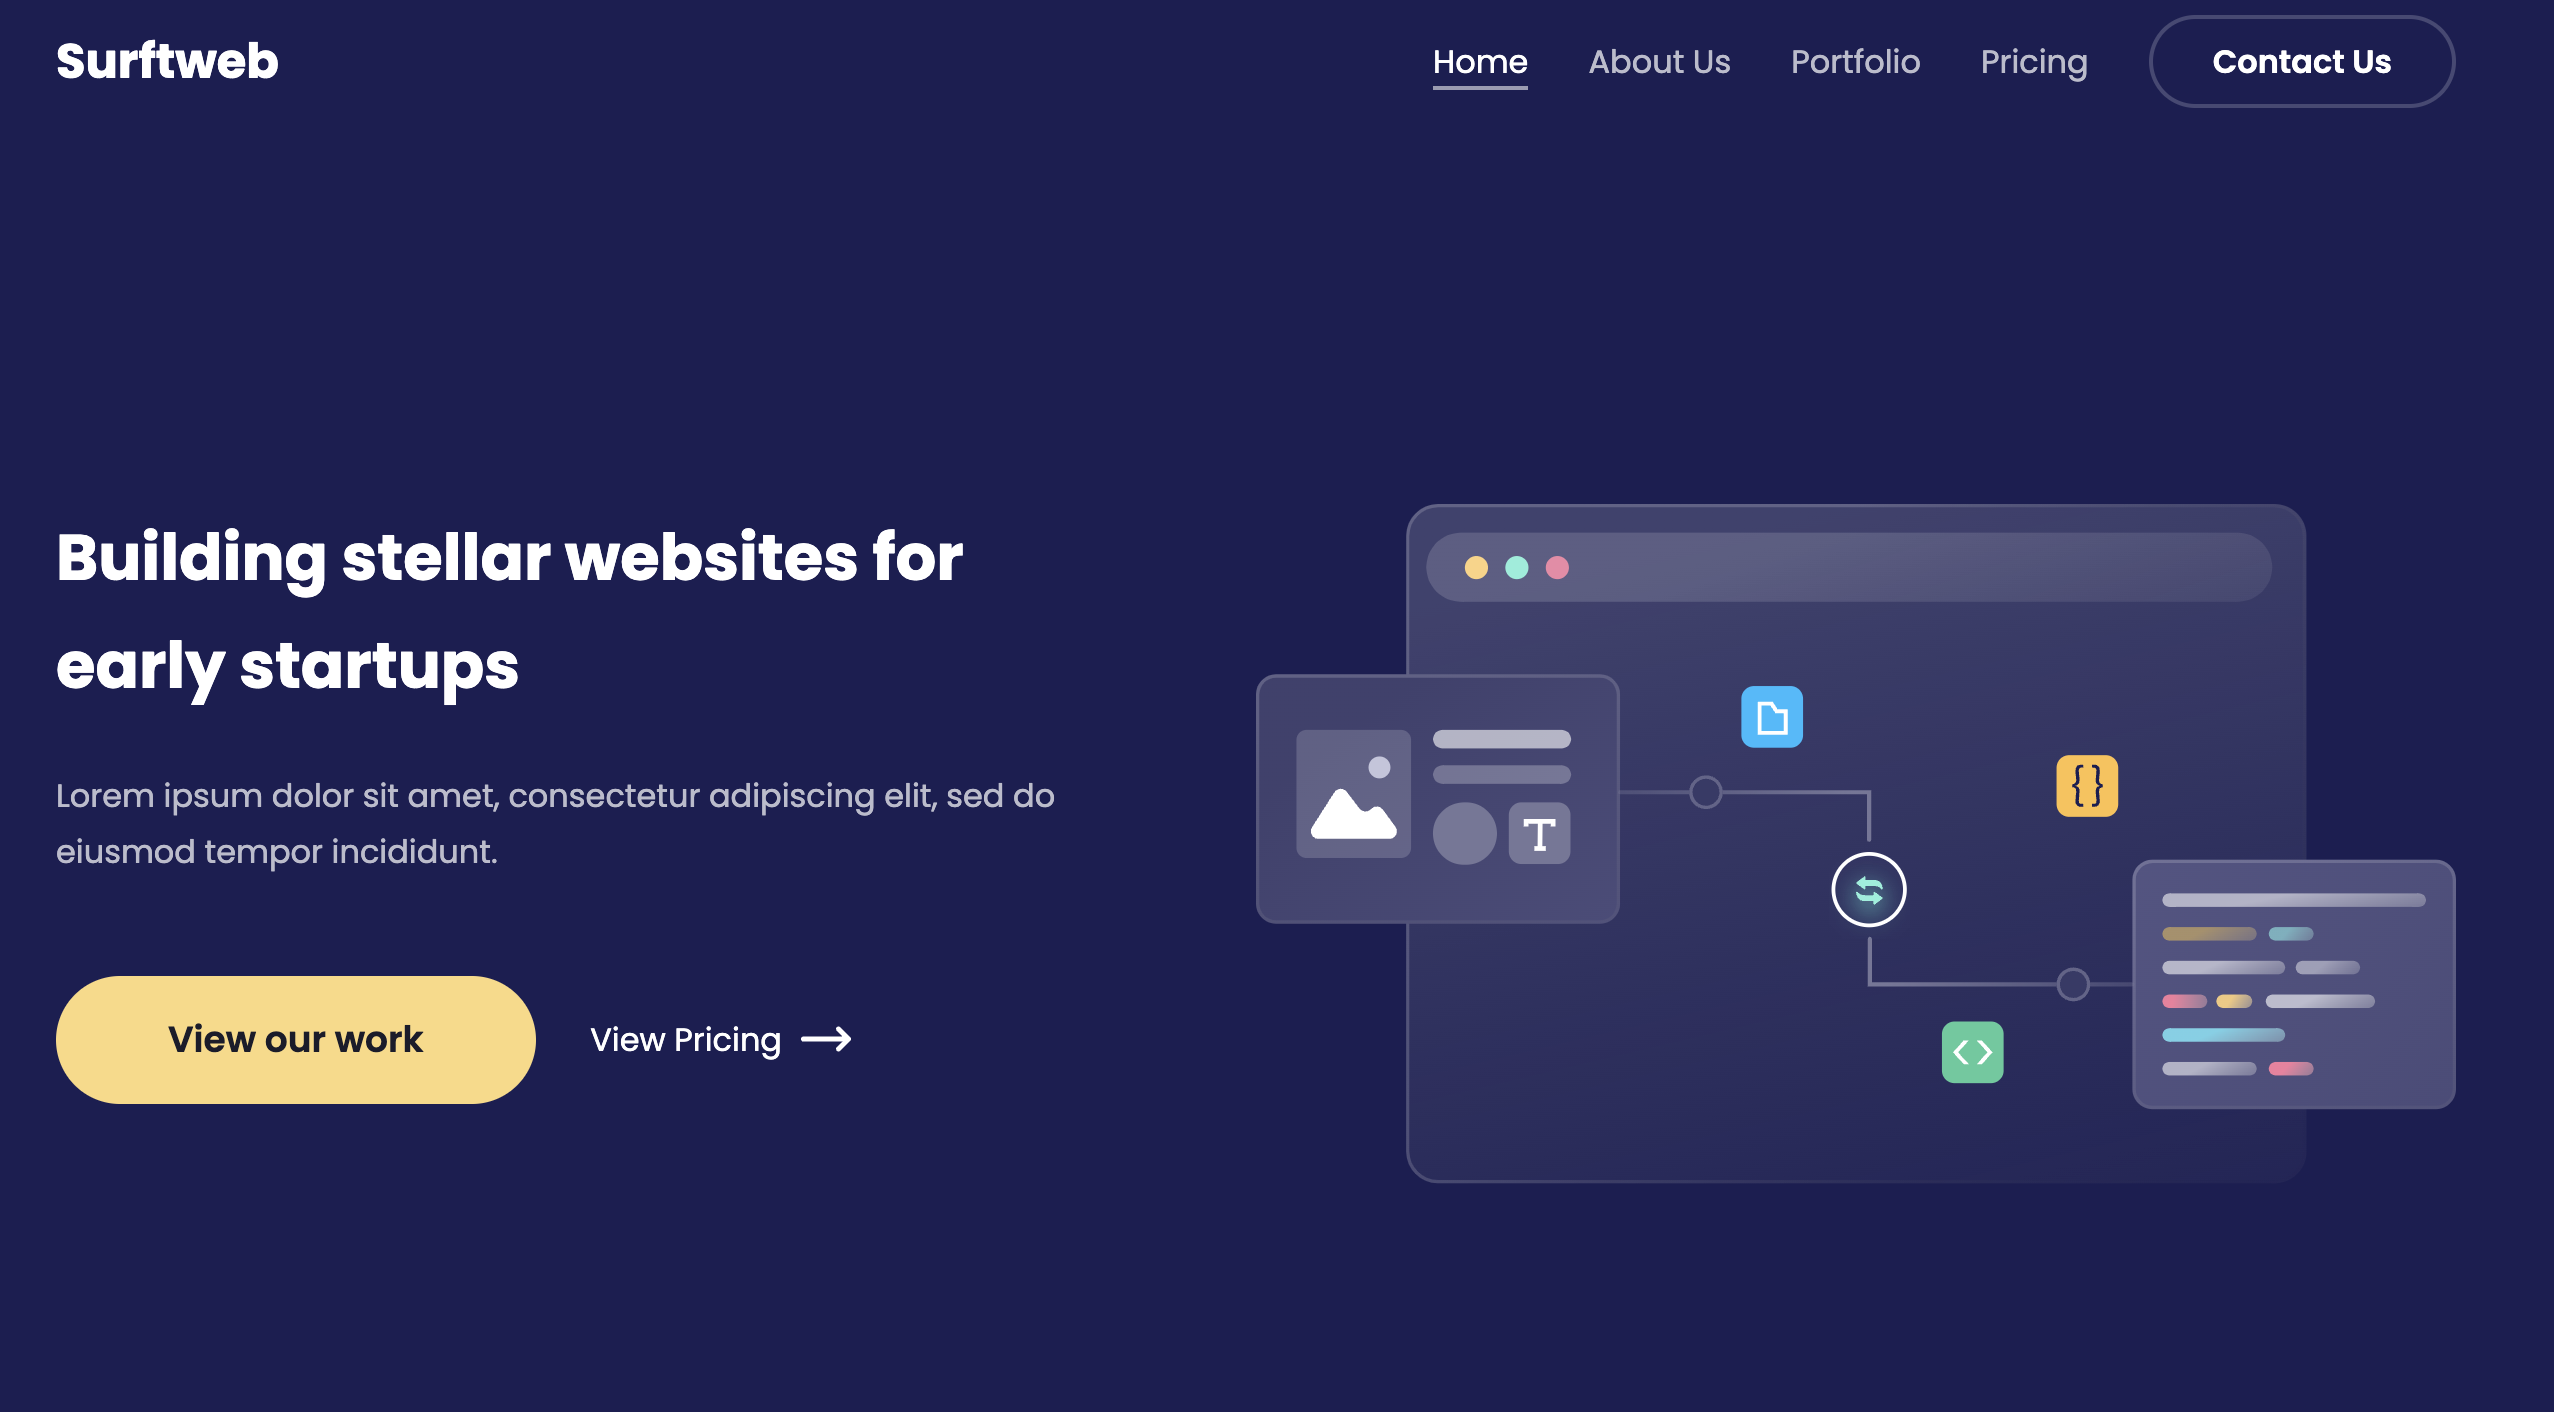 Surftweb
Home
About Us
Portfolio
Pricing
Contact Us
Building stellar websites for
early startups
Lorem ipsum dolor sit amet, consectetur adipiscing elit, sed do
eiusmod tempor incididunt.
View our work
View Pricing
T
{}
<>